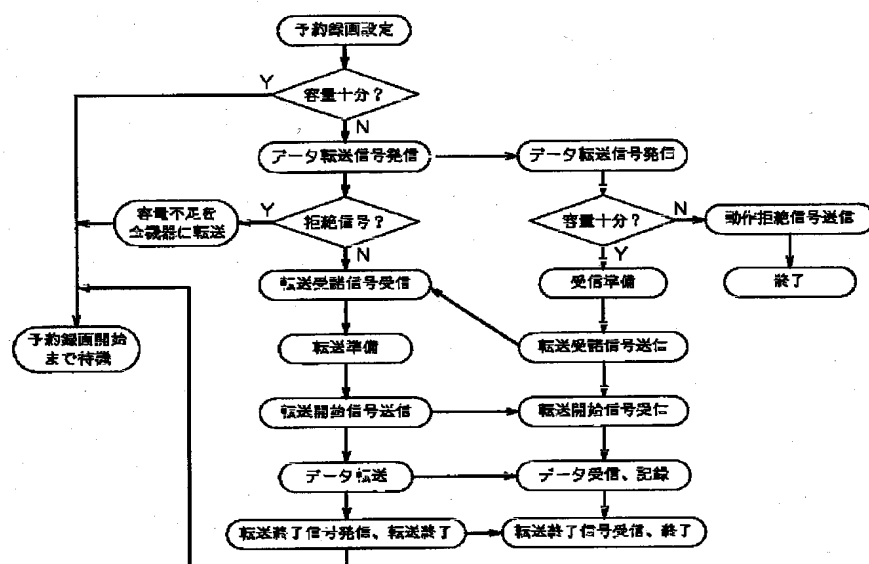 予約録画設定
Y
容量十分?
N
データ転送信号発信
データ転送信号発信
容量不足を
全機器に転送
Y
拒絶信号?
N
容量十分?
N
Y
動作拒絶信号送信
転送受諾信号受信
受信準備
終了
予約録画開始
まで待機
転送準備
転送受諾信号送信
転送開始信号送信
転送開始信号受信
データ転送
データ受信、記録
転送終了信号発信、転送終了
転送終了信号受信、終了